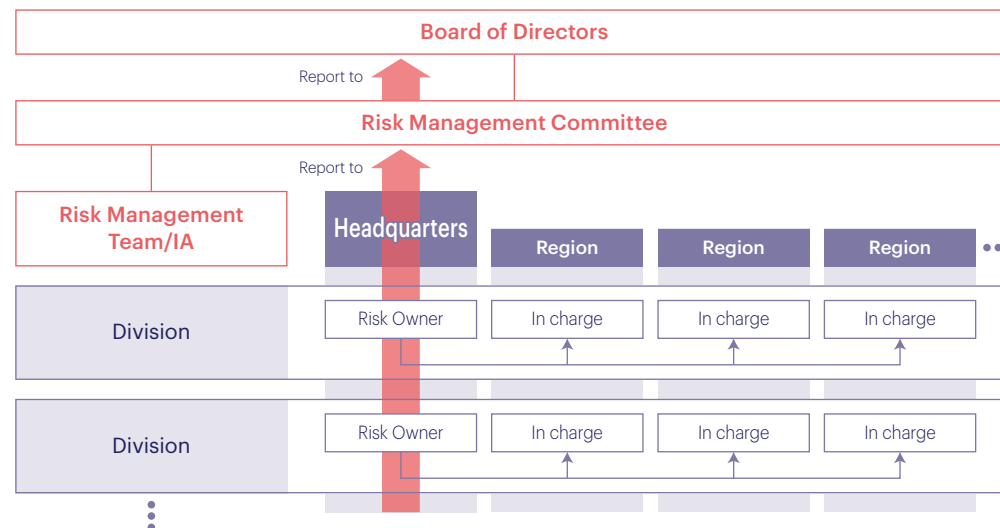 Board of Directors
Report to
Risk Management Committee
Report to
Risk Management
Team/IA
Headquarters
Region
Region
Region
Division
Risk Owner
In charge
In charge
In charge
Division
Risk Owner
In charge
In charge
In charge